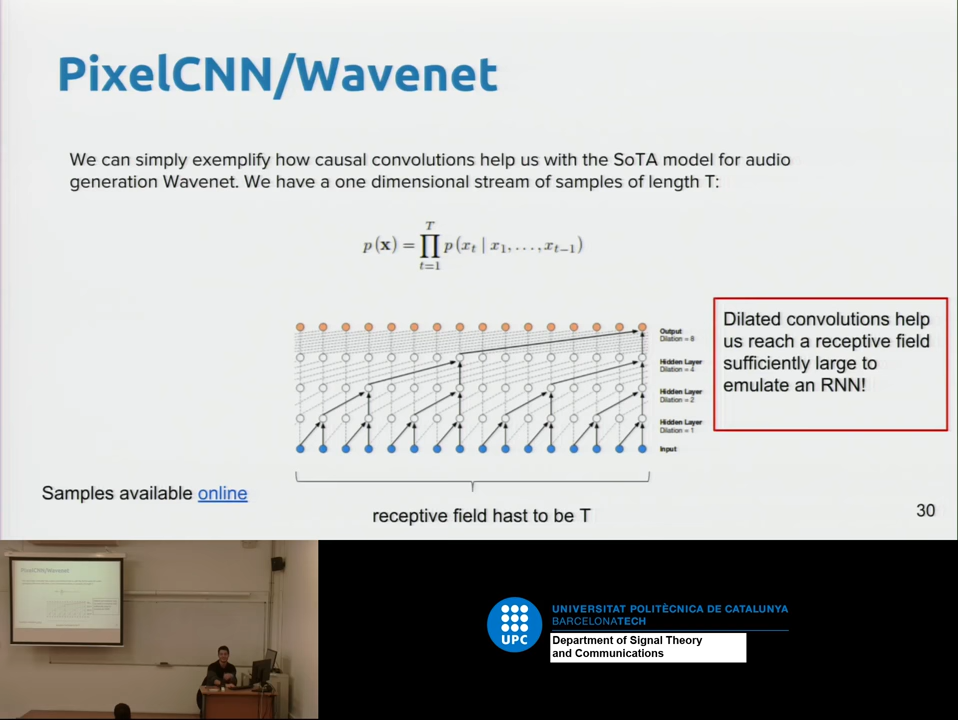 PixelCNN/Wavenet
We can simply exemplify how causal convolutions help us with the SoTA model for audio
generation Wavenet. We have a one dimensional stream of samples of length T:
p(x) = ∏_{t=1}^{T} p(x_t | x_1, . . . , x_{t−1})
Output
Dilation = 8
Hidden Layer
Dilation = 4
Hidden Layer
Dilation = 2
Hidden Layer
Dilation = 1
Input
Dilated convolutions help
us reach a receptive field
sufficiently large to
emulate an RNN!
Samples available online
receptive field hast to be T
30
PixelCNN/Wavenet
UPC
UNIVERSITAT POLITÈCNICA DE CATALUNYA
BARCELONATECH
Department of Signal Theory
and Communications